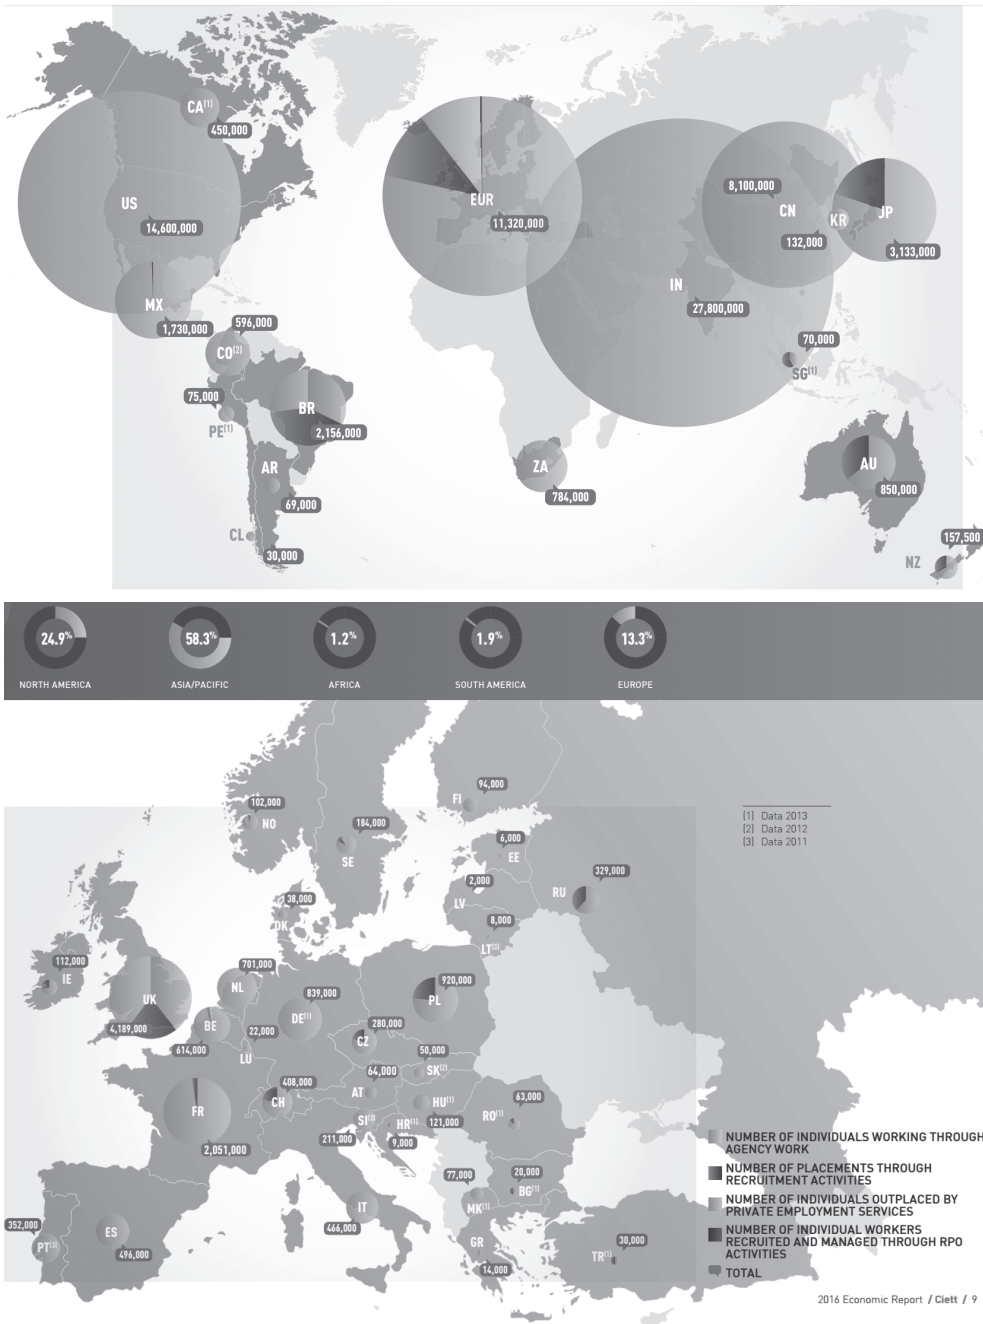 CA[1]
450,000
US
14,600,000
MX
1,730,000
596,000
CO[2]
75,000
PE[1]
BR
2,156,000
AR
69,000
CL
30,000
EUR
11,320,000
ZA
784,000
IN
27,800,000
8,100,000
CN
132,000
KR
JP
3,133,000
70,000
SG[1]
AU
850,000
157,500
NZ
24.9%
58.3%
1.2%
1.9%
13.3%
NORTH AMERICA
ASIA/PACIFIC
AFRICA
SOUTH AMERICA
EUROPE
102,000
NO
184,000
SE
94,000
FI
6,000
EE
2,000
LV
8,000
LT[3]
RU
329,000
[1] Data 2013
[2] Data 2012
[3] Data 2011
38,000
DK
112,000
IE
UK
4,189,000
701,000
NL
BE
614,000
22,000
LU
839,000
DE[1]
920,000
PL
280,000
CZ
50,000
SK[2]
64,000
AT
408,000
CH
FR
2,051,000
HU[1]
121,000
SI[3]
211,000
HR[1]
9,000
63,000
RO[1]
77,000
MK[1]
20,000
BG[1]
IT
466,000
352,000
PT[3]
ES
496,000
GR
14,000
30,000
TR[1]
NUMBER OF INDIVIDUALS WORKING THROUGH
AGENCY WORK
NUMBER OF PLACEMENTS THROUGH
RECRUITMENT ACTIVITIES
NUMBER OF INDIVIDUALS OUTPLACED BY
PRIVATE EMPLOYMENT SERVICES
NUMBER OF INDIVIDUAL WORKERS
RECRUITED AND MANAGED THROUGH RPO
ACTIVITIES
TOTAL
2016 Economic Report / Ciett / 9